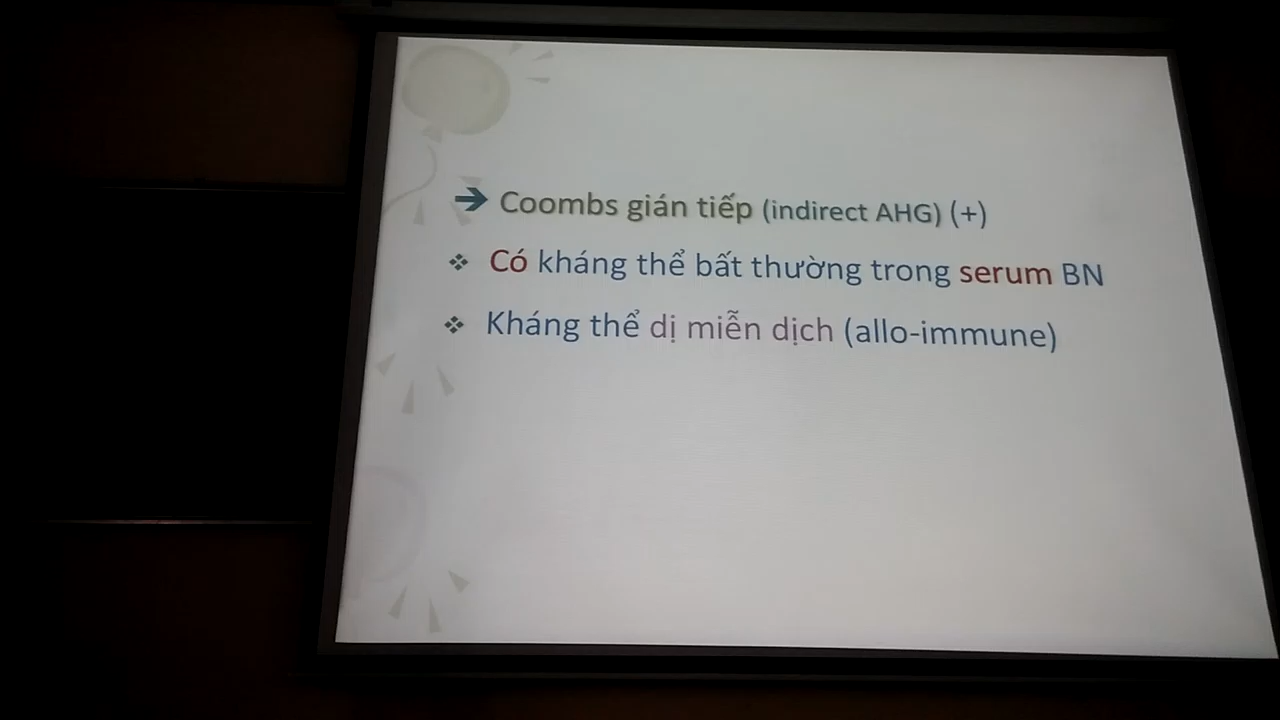 ➔ Coombs gián tiếp (indirect AHG) (+)
❖ Có kháng thể bất thường trong serum BN
❖ Kháng thể dị miễn dịch (allo-immune)